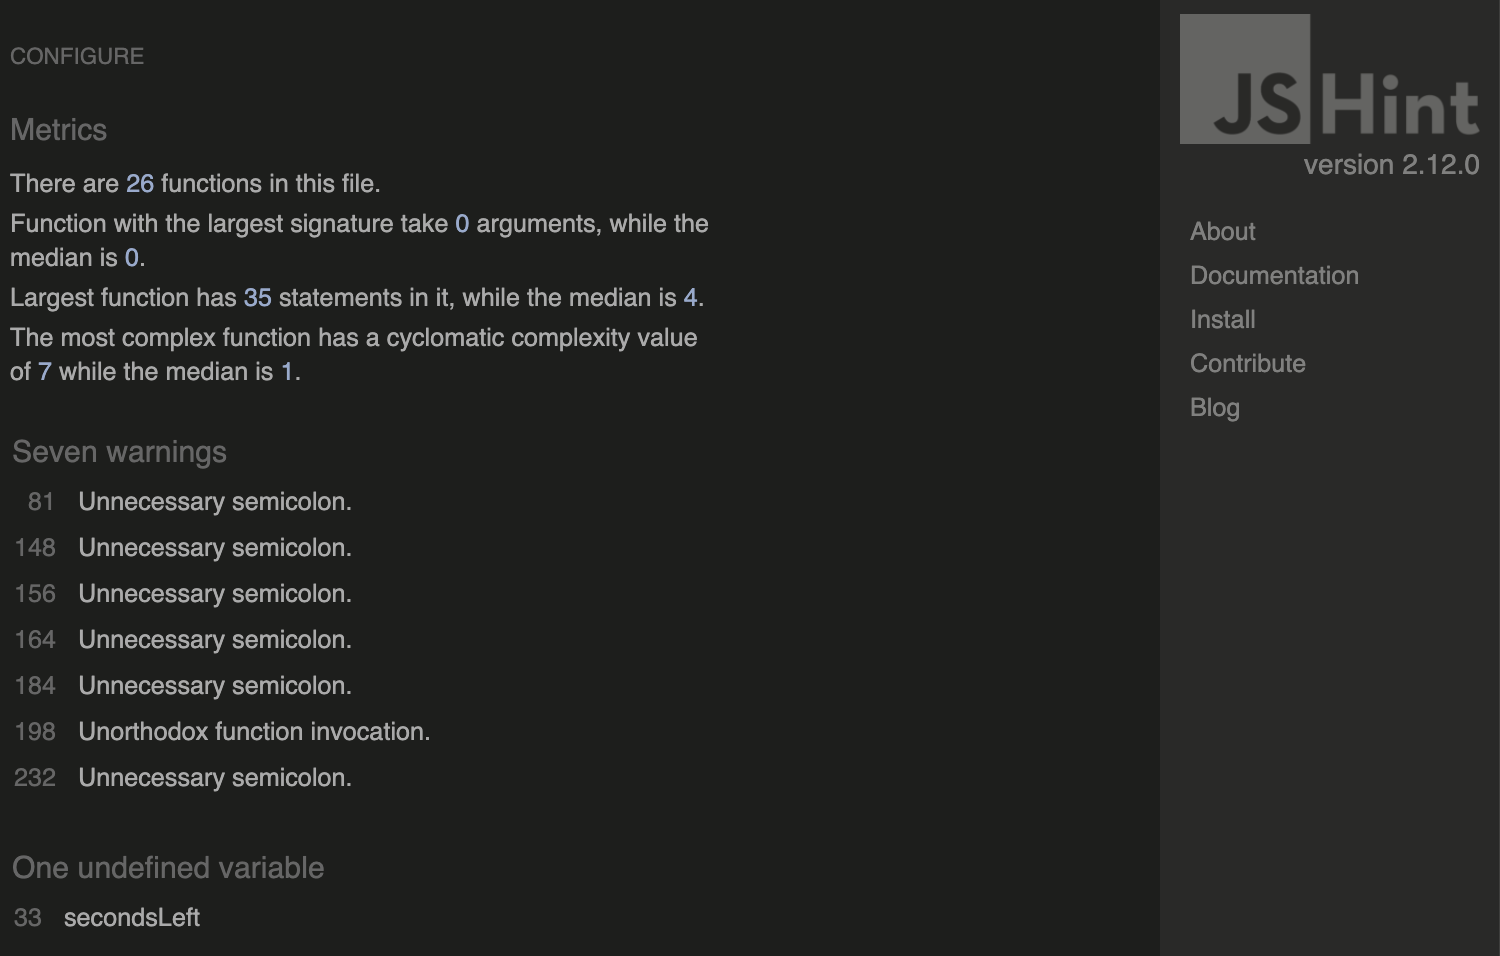 CONFIGURE
Metrics
There are 26 functions in this file.
Function with the largest signature take 0 arguments, while the
median is 0.
Largest function has 35 statements in it, while the median is 4.
The most complex function has a cyclomatic complexity value
of 7 while the median is 1.
Seven warnings
81 Unnecessary semicolon.
148 Unnecessary semicolon.
156 Unnecessary semicolon.
164 Unnecessary semicolon.
184 Unnecessary semicolon.
198 Unorthodox function invocation.
232 Unnecessary semicolon.
One undefined variable
33 secondsLeft
JSHint
version 2.12.0
About
Documentation
Install
Contribute
Blog